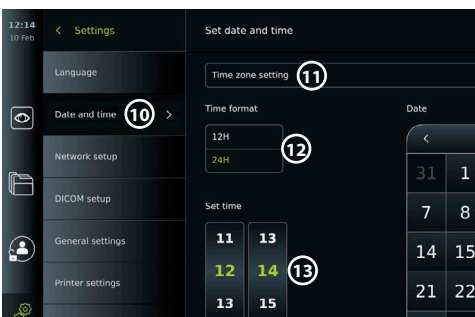 12:14
10 Feb
Settings
Language
Date and time 10
Network setup
DICOM setup
General settings
Printer settings
Set date and time
Time zone setting 11
Time format
12H
24H
12
Set time
11 13
12 14 13
13 15
Date
31 1
7 8
14 15
21 22